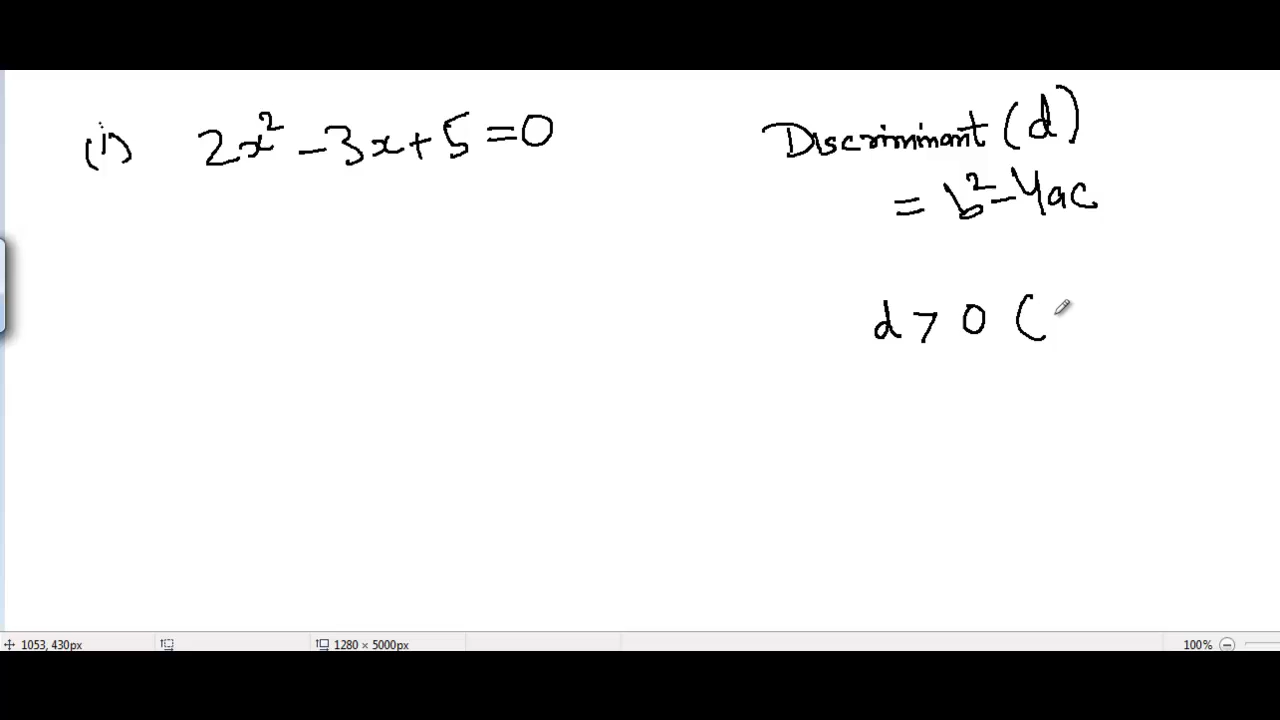 (i) 2x² - 3x + 5 = 0
Discriminant (d)
= b² - 4ac
d > 0 (
1053, 430px
1280 × 5000px
100%